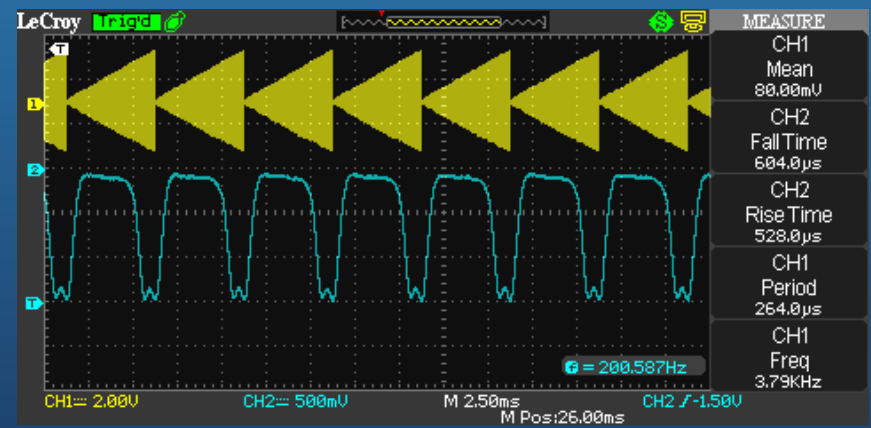 LeCroy Trig'd S MEASURE
T
CH1
Mean
80.00mV
1
CH2
Fall Time
604.0µs
2
CH2
Rise Time
528.0µs
CH1
Period
264.0µs
T
CH1
Freq
3.79KHz
f = 200.587Hz
CH1 2.00V CH2 500mV M 2.50ms CH2 -1.50V
M Pos:26.00ms